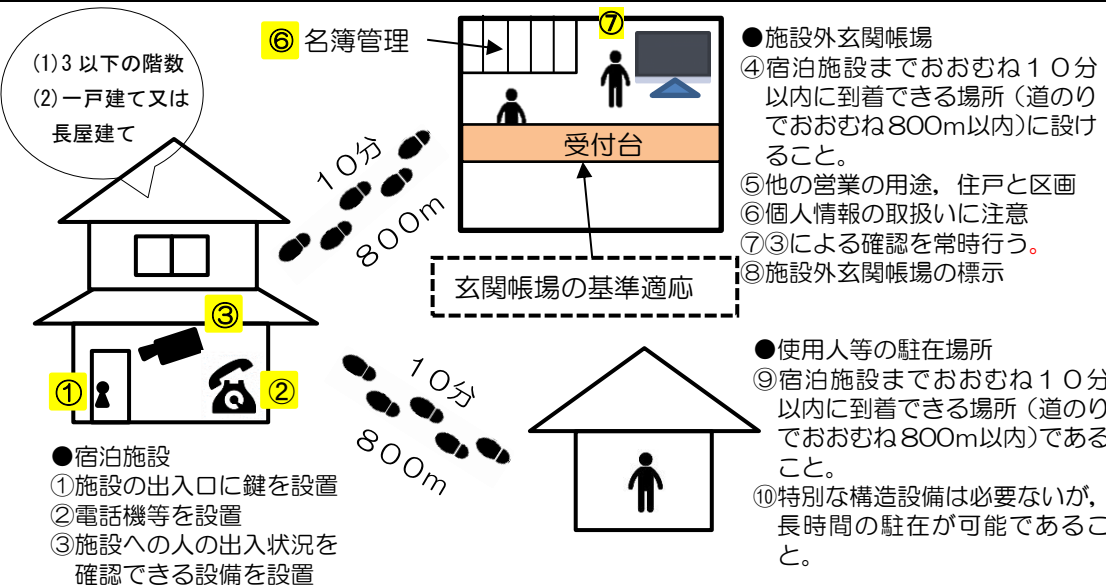 (1)3 以下の階数
(2)一戸建て又は
長屋建て
⑥ 名簿管理
⑦
受付台
玄関帳場の基準適応
10分
800m
③
①
②
●宿泊施設
①施設の出入口に鍵を設置
②電話機等を設置
③施設への人の出入状況を
確認できる設備を設置
10分
800m
●施設外玄関帳場
④宿泊施設までおおむね10分
以内に到着できる場所(道のり
でおおむね800m以内)に設け
ること。
⑤他の営業の用途,住戸と区画
⑥個人情報の取扱いに注意
⑦③による確認を常時行う。
⑧施設外玄関帳場の標示
●使用人等の駐在場所
⑨宿泊施設までおおむね10分
以内に到着できる場所(道のり
でおおむね800m以内)である
こと。
⑩特別な構造設備は必要ないが,
長時間の駐在が可能であるこ
と。